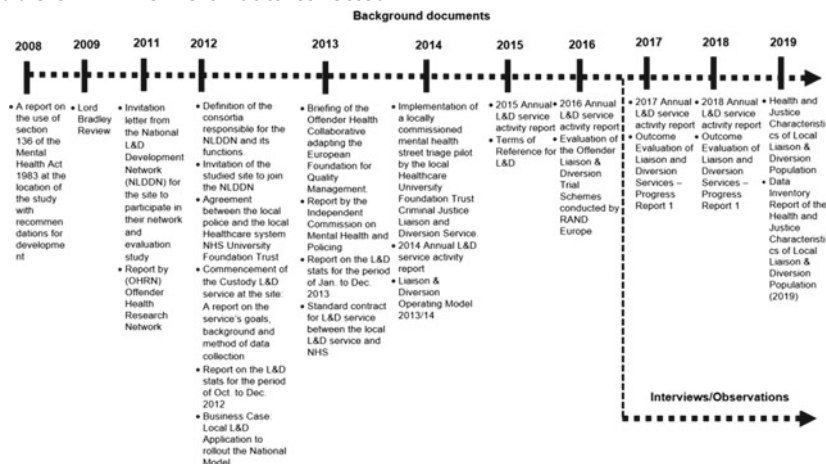 Background documents
2008
• A report on
the use of
section
136 of the
Mental
Health Act
1983 at the
location of
the study
with
recommen
dations for
developme
nt
2009
• Lord
Bradley
Review
2011
• Invitation
letter from
the National
L&D
Development
Network
(NLDDN) for
the site to
participate in
their network
and
evaluation
study
• Report by
(OHRN)
Offender
Health
Research
Network
2012
• Definition of the
consortia
responsible for the
NLDDN and its
functions.
• Invitation of the
studied site to join
the NLDDN
• Agreement
between the local
police and the local
Healthcare system
NHS University
Foundation Trust
• Commencement of
the Custody L&D
service at the site:
A report on the
service's goals,
background and
method of data
collection
• Report on the L&D
stats for the period
of Oct. to Dec.
2012
• Business Case:
Local L&D
Application to
rollout the National
Model
2013
• Briefing of the
Offender Health
Collaborative
adapting the
European
Foundation for
Quality
Management.
• Report by the
Independent
Commission on
Mental Health and
Policing
• Report on the L&D
stats for the period
of Jan. to Dec.
2013
• Standard contract
for L&D service
between the local
L&D service and
NHS
2014
• Implementation of
a locally
commissioned
mental health
street triage pilot
by the local
Healthcare
University
Foundation Trust
Criminal Justice
Liaison and
Diversion Service.
• 2014 Annual L&D
service activity
report
• Liaison &
Diversion
Operating Model
2013/14
2015
• 2015 Annual
L&D service
activity report
• Terms of
Reference for
L&D
2016
• 2016 Annual
L&D service
activity report
• Evaluation of
the Offender
Liaison &
Diversion
Trial
Schemes
conducted by
RAND
Europe
2017
• 2017 Annual
L&D service
activity report
• Outcome
Evaluation of
Liaison and
Diversion
Services –
Progress
Report 1
2018
• 2018 Annual
L&D service
activity report
• Outcome
Evaluation of
Liaison and
Diversion
Services –
Progress
Report 1
2019
• Health and
Justice
Characteristi
cs of Local
Liaison &
Diversion
Population
• Data
Inventory
Report of the
Health and
Justice
Characteristi
cs of Local
Liaison &
Diversion
Population
(2019)
Interviews/Observations